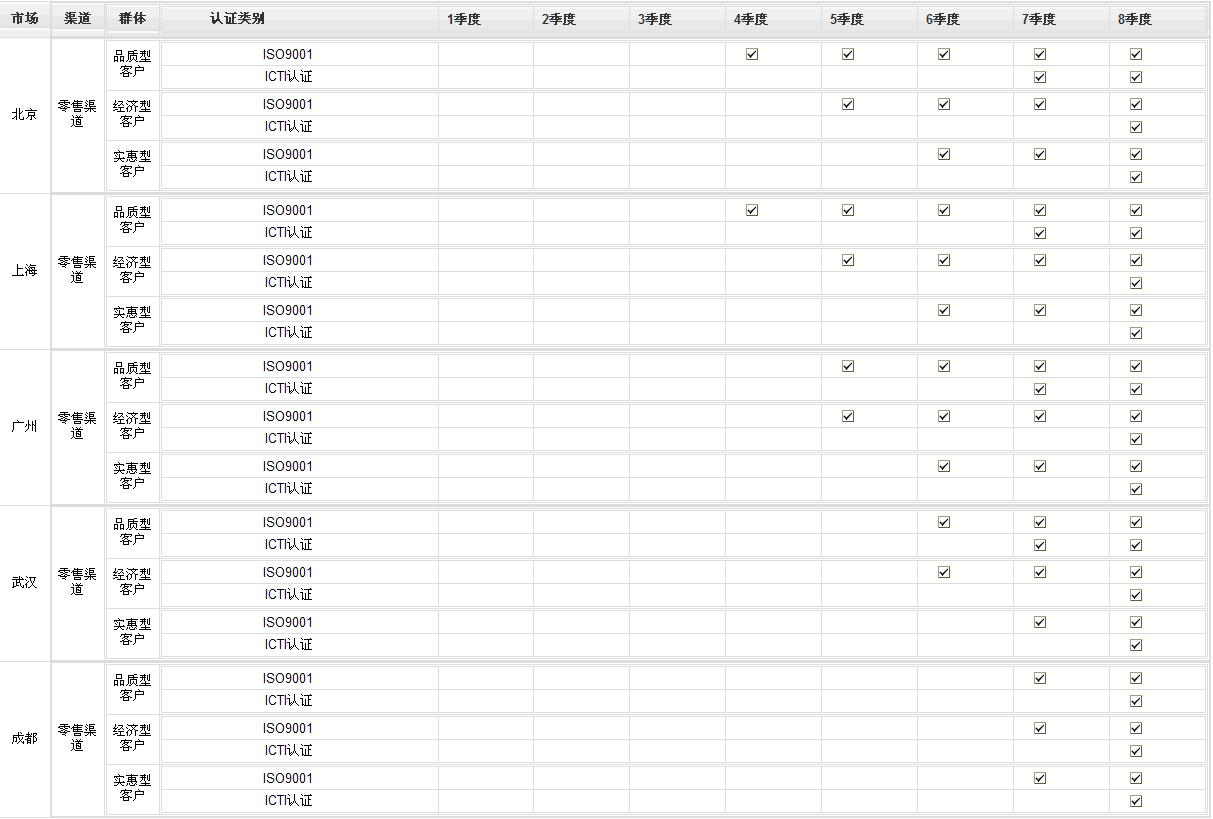 市场 渠道 群体 认证类别 1季度 2季度 3季度 4季度 5季度 6季度 7季度 8季度
北京 零售渠道 品质型客户 ISO9001 ☑ ☑ ☑ ☑ ☑
ICTI认证 ☑ ☑
经济型客户 ISO9001 ☑ ☑ ☑ ☑
ICTI认证 ☑
实惠型客户 ISO9001 ☑ ☑ ☑
ICTI认证 ☑
上海 零售渠道 品质型客户 ISO9001 ☑ ☑ ☑ ☑ ☑
ICTI认证 ☑ ☑
经济型客户 ISO9001 ☑ ☑ ☑ ☑
ICTI认证 ☑
实惠型客户 ISO9001 ☑ ☑ ☑
ICTI认证 ☑
广州 零售渠道 品质型客户 ISO9001 ☑ ☑ ☑ ☑
ICTI认证 ☑ ☑
经济型客户 ISO9001 ☑ ☑ ☑ ☑
ICTI认证 ☑
实惠型客户 ISO9001 ☑ ☑ ☑
ICTI认证 ☑
武汉 零售渠道 品质型客户 ISO9001 ☑ ☑ ☑
ICTI认证 ☑ ☑
经济型客户 ISO9001 ☑ ☑ ☑
ICTI认证 ☑
实惠型客户 ISO9001 ☑ ☑
ICTI认证 ☑
成都 零售渠道 品质型客户 ISO9001 ☑ ☑
ICTI认证 ☑
经济型客户 ISO9001 ☑ ☑
ICTI认证 ☑
实惠型客户 ISO9001 ☑ ☑
ICTI认证 ☑